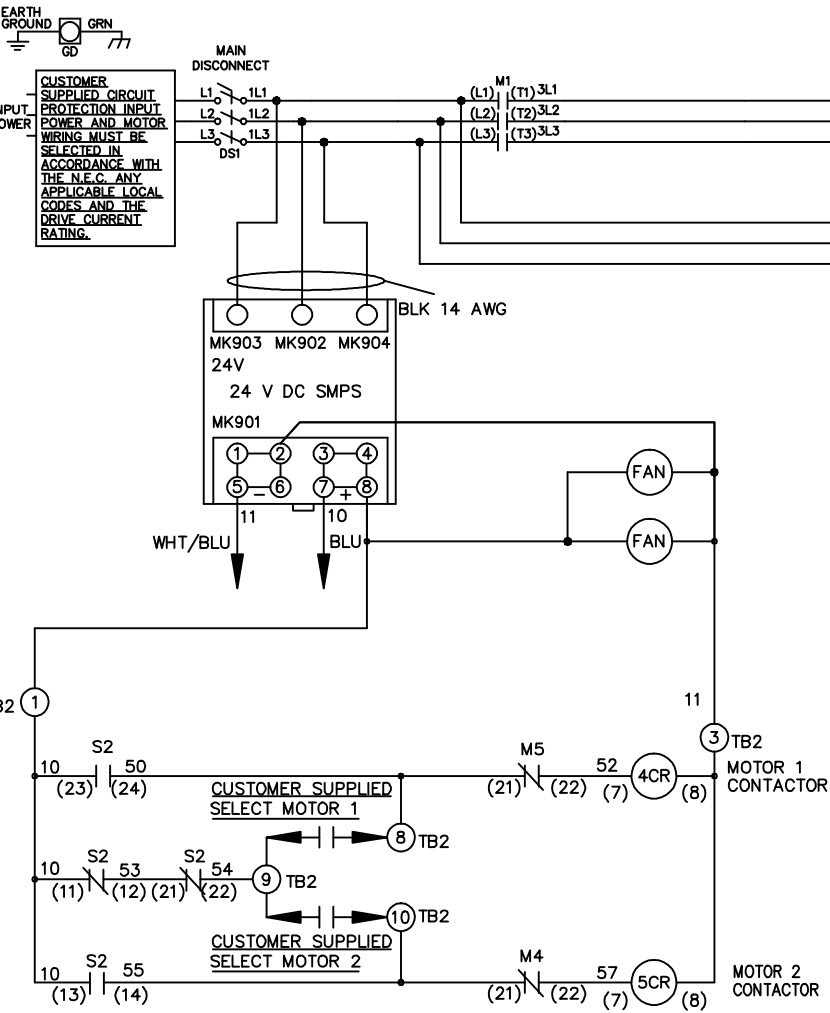 EARTH
GROUND
GRN
GD
MAIN
DISCONNECT
CUSTOMER
SUPPLIED CIRCUIT
PROTECTION INPUT
POWER AND MOTOR
WIRING MUST BE
SELECTED IN
ACCORDANCE WITH
THE N.E.C. ANY
APPLICABLE LOCAL
CODES AND THE
DRIVE CURRENT
RATING.
L1 1L1
L2 1L2
L3 1L3
DS1
M1
(L1) (T1) 3L1
(L2) (T2) 3L2
(L3) (T3) 3L3
BLK 14 AWG
MK903 MK902 MK904
24V
24 V DC SMPS
MK901
1 2 3 4
5 - 6 7 + 8
11 10
WHT/BLU BLU
FAN
FAN
1
11
3 TB2
S2
10 50
(23) (24)
M5
(21) (22)
52
(7) 4CR (8)
MOTOR 1
CONTACTOR
CUSTOMER SUPPLIED
SELECT MOTOR 1
8 TB2
S2 S2
10 53 54
(11) (12) (21) (22)
9 TB2
10 TB2
CUSTOMER SUPPLIED
SELECT MOTOR 2
S2
10 55
(13) (14)
M4
(21) (22)
57
(7) 5CR (8)
MOTOR 2
CONTACTOR